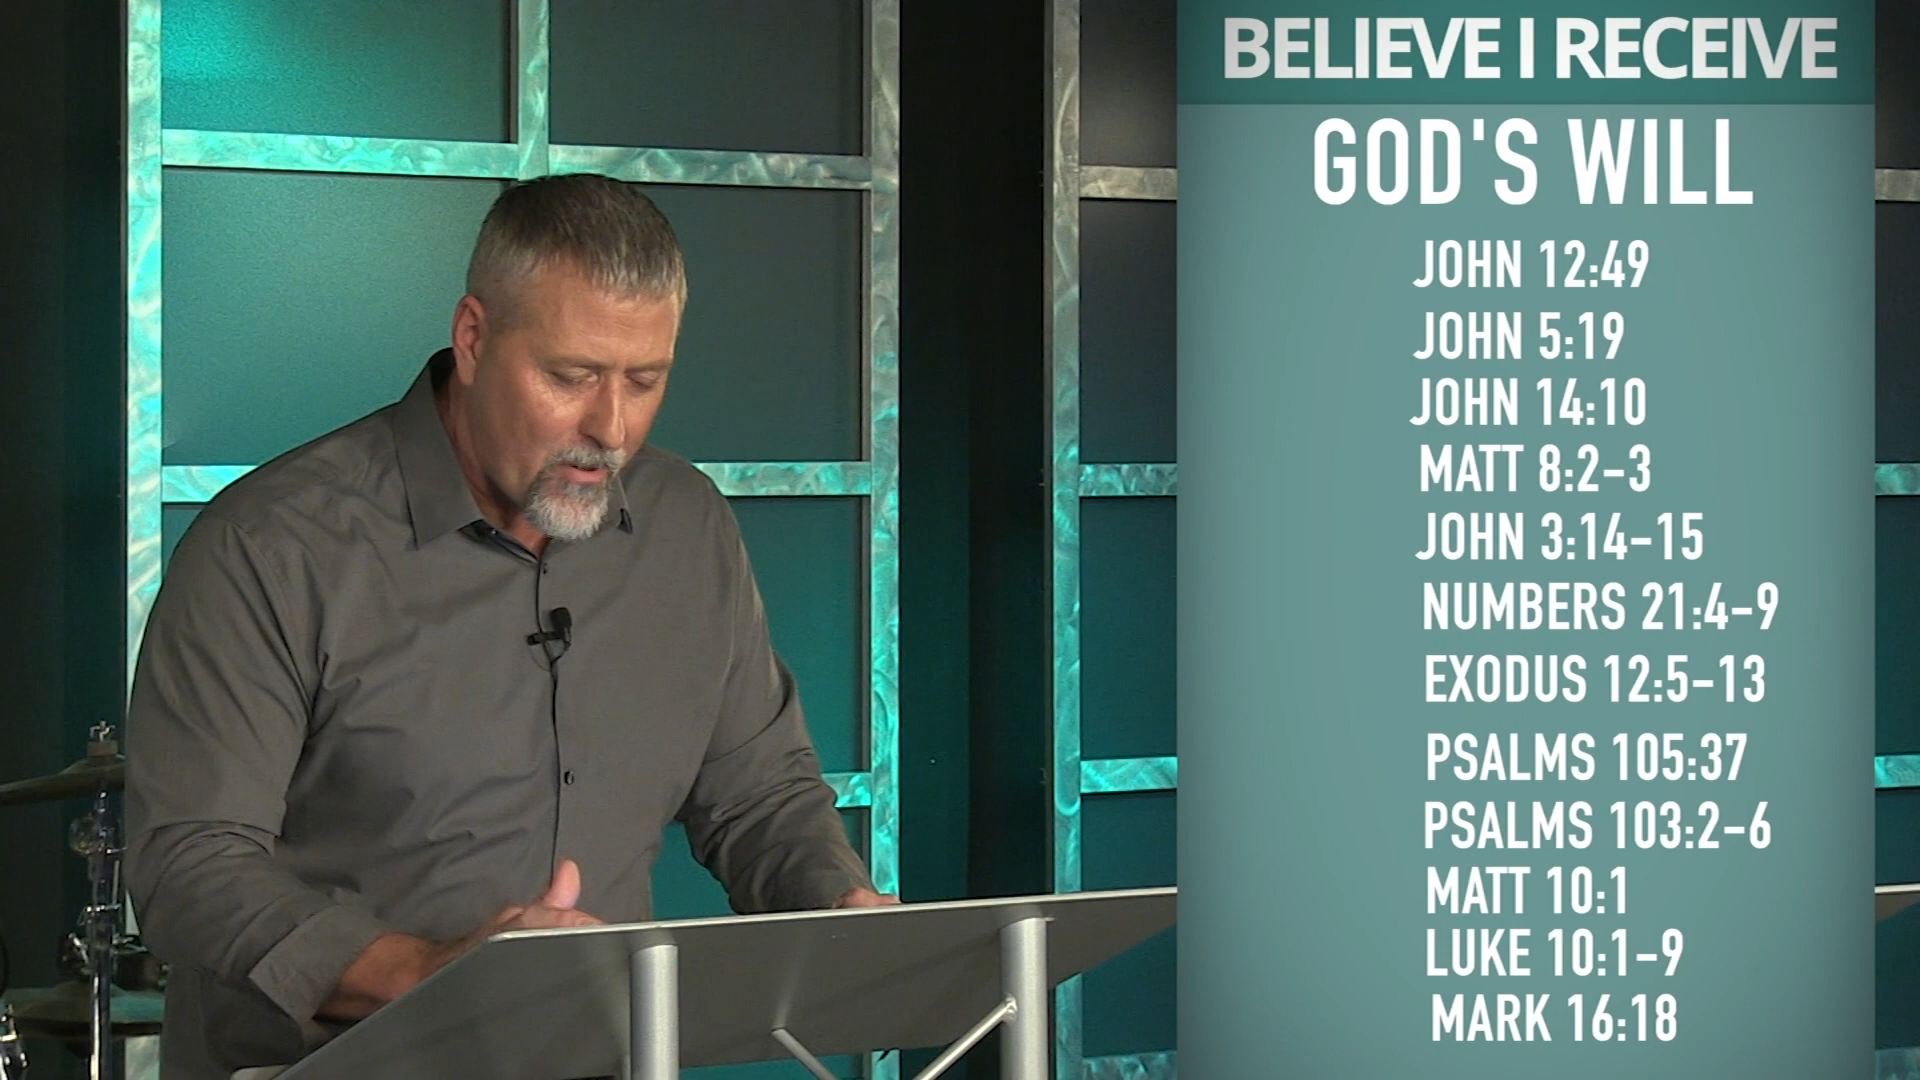 BELIEVE I RECEIVE
GOD'S WILL
JOHN 12:49
JOHN 5:19
JOHN 14:10
MATT 8:2-3
JOHN 3:14-15
NUMBERS 21:4-9
EXODUS 12:5-13
PSALMS 105:37
PSALMS 103:2-6
MATT 10:1
LUKE 10:1-9
MARK 16:18